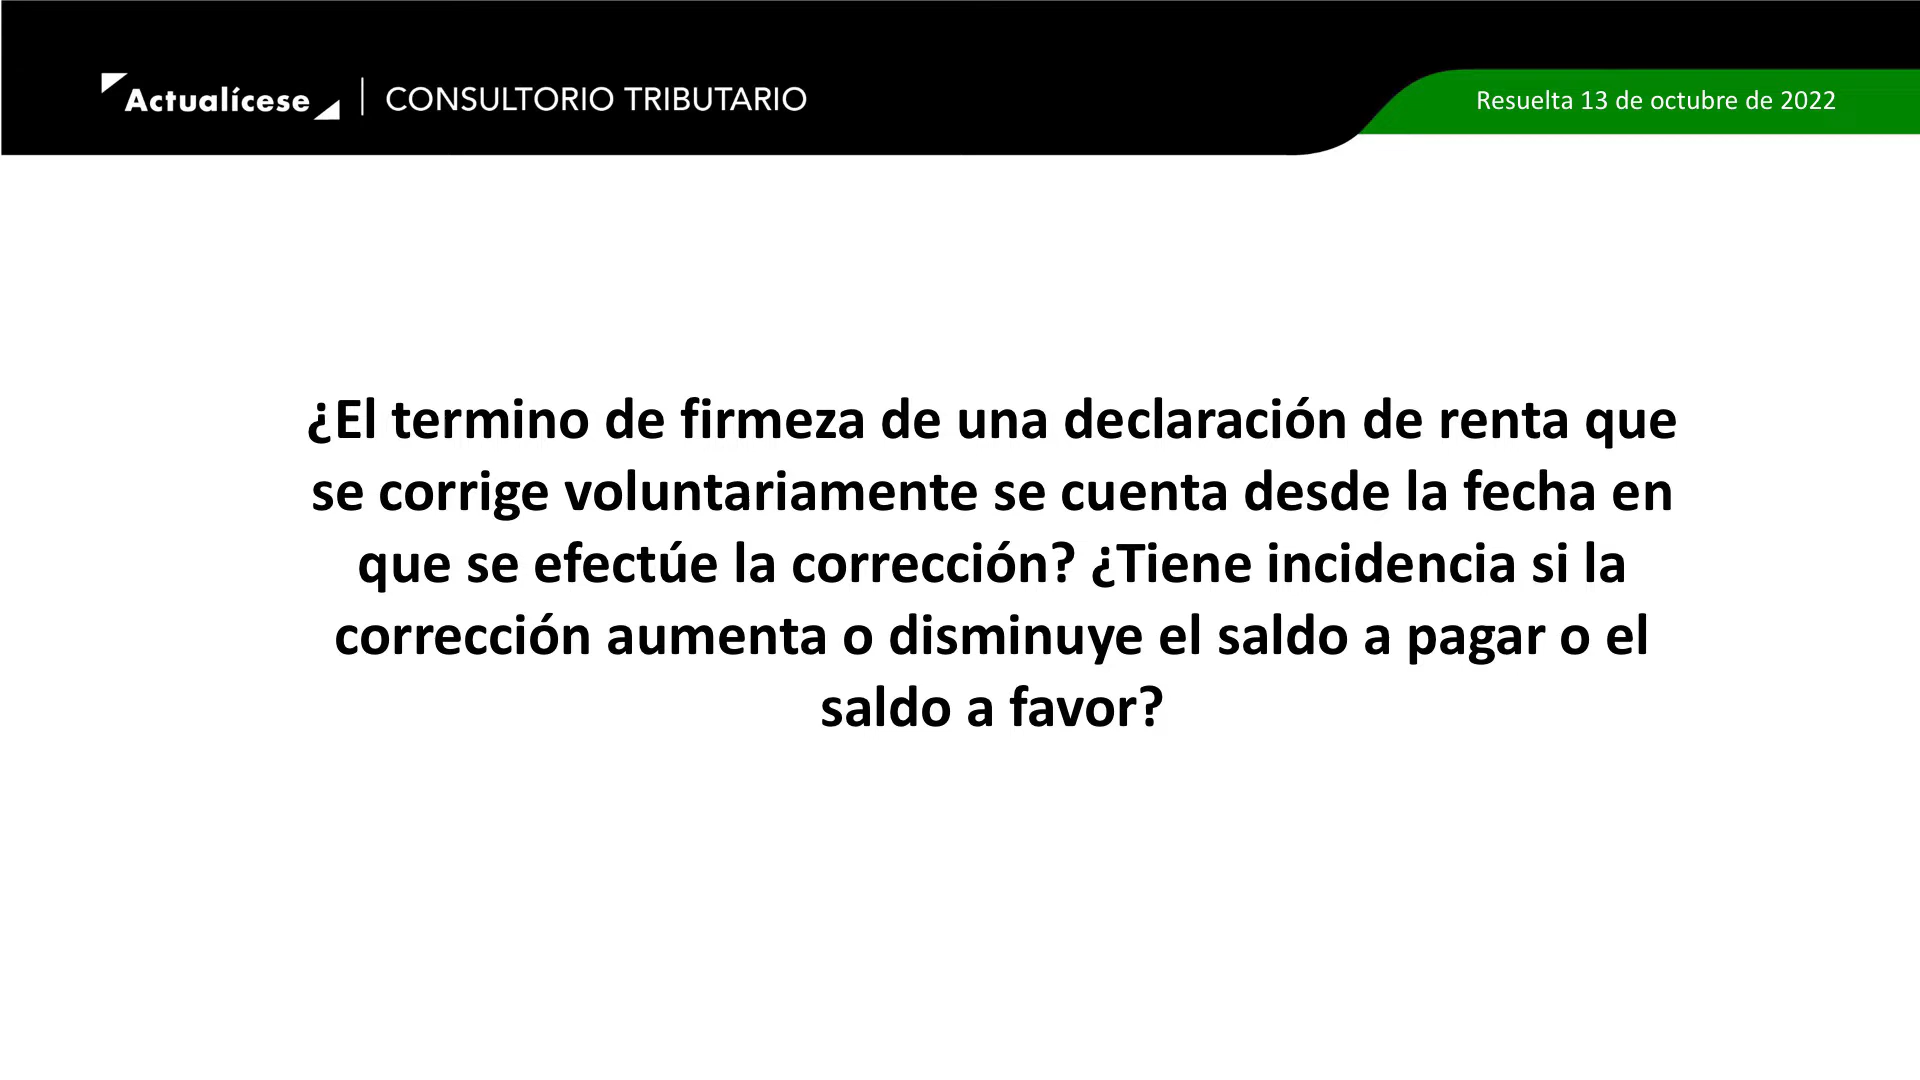 Actualícese | CONSULTORIO TRIBUTARIO
Resuelta 13 de octubre de 2022
¿El termino de firmeza de una declaración de renta que
se corrige voluntariamente se cuenta desde la fecha en
que se efectúe la corrección? ¿Tiene incidencia si la
corrección aumenta o disminuye el saldo a pagar o el
saldo a favor?